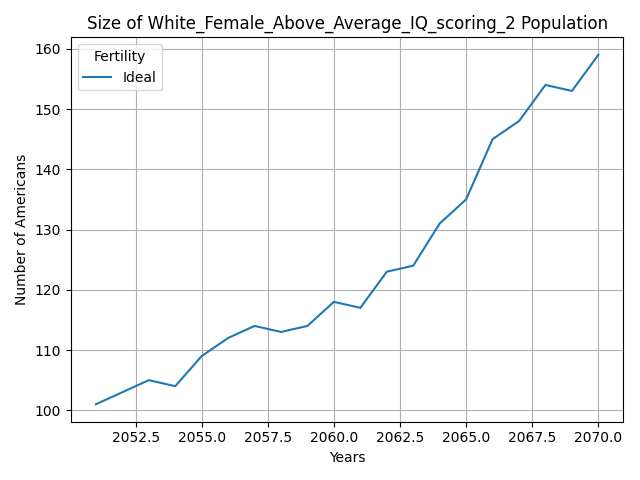 Size of White_Female_Above_Average_IQ_scoring_2 Population
160
Fertility
Ideal
150
140
130
120
110
100
Number of Americans
2052.5 2055.0 2057.5 2060.0 2062.5 2065.0 2067.5 2070.0
Years